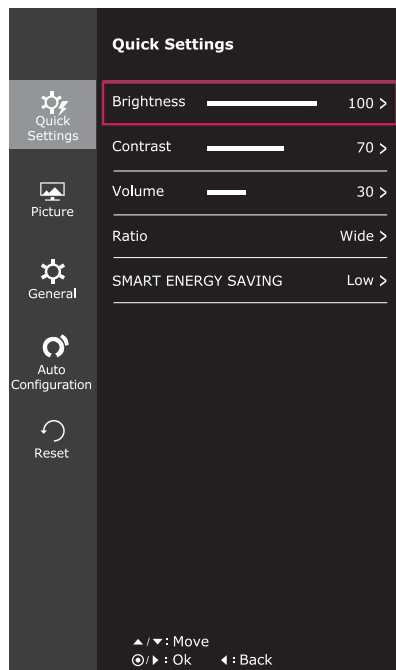 Quick Settings
Quick
Settings
Picture
General
Auto
Configuration
Reset
Brightness 100 >
Contrast 70 >
Volume 30 >
Ratio Wide >
SMART ENERGY SAVING Low >
▲/▼: Move
◉/▶: Ok ◀: Back